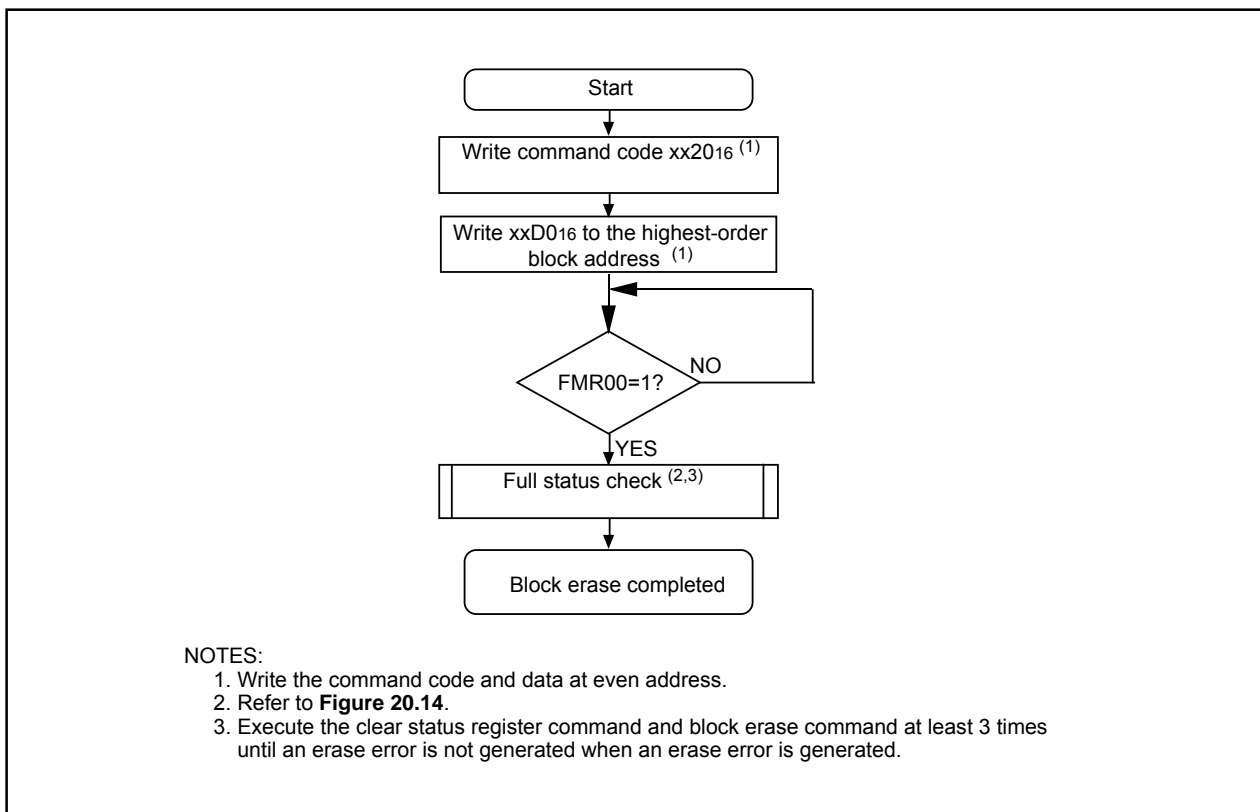 Start
Write command code xx2016 (1)
Write xxD016 to the highest-order
block address (1)
FMR00=1?
NO
YES
Full status check (2,3)
Block erase completed
NOTES:
1. Write the command code and data at even address.
2. Refer to Figure 20.14.
3. Execute the clear status register command and block erase command at least 3 times
until an erase error is not generated when an erase error is generated.